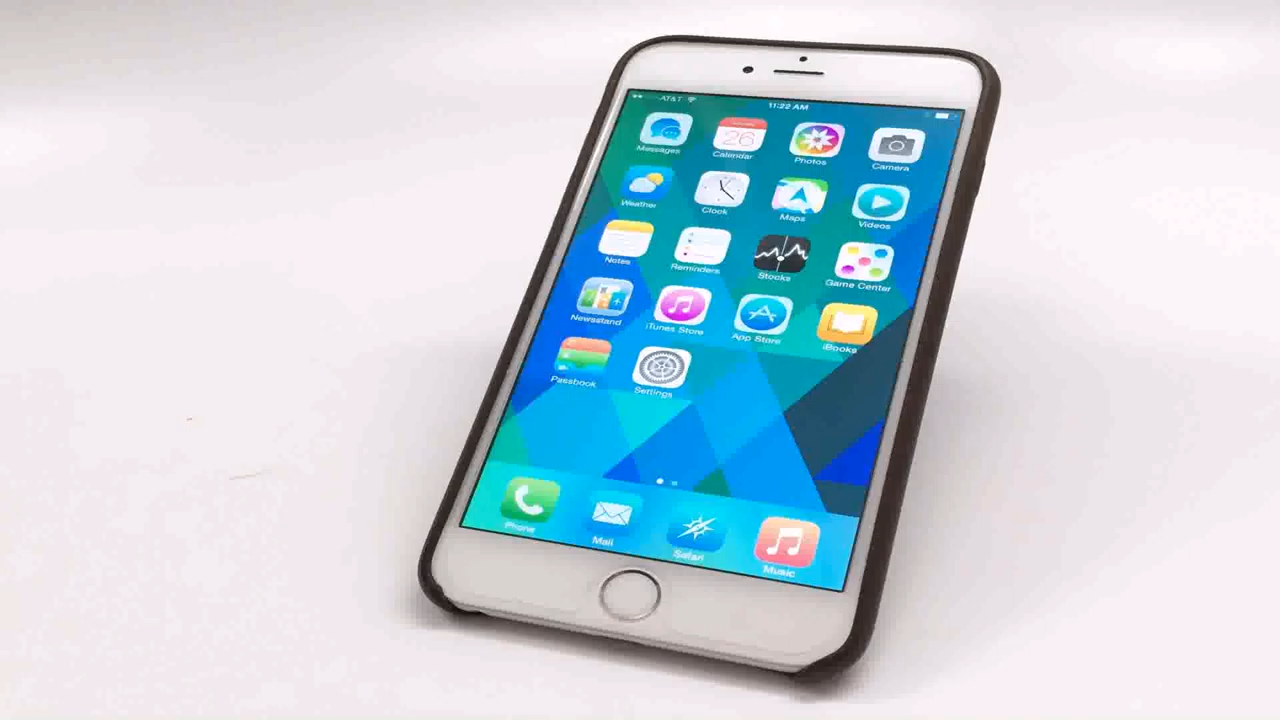 AT&T 11:22 AM
26
Messages Calendar Photos Camera
Weather Clock Maps Videos
Notes Reminders Stocks Game Center
Newsstand iTunes Store App Store iBooks
Passbook Settings
Phone Mail Safari Music